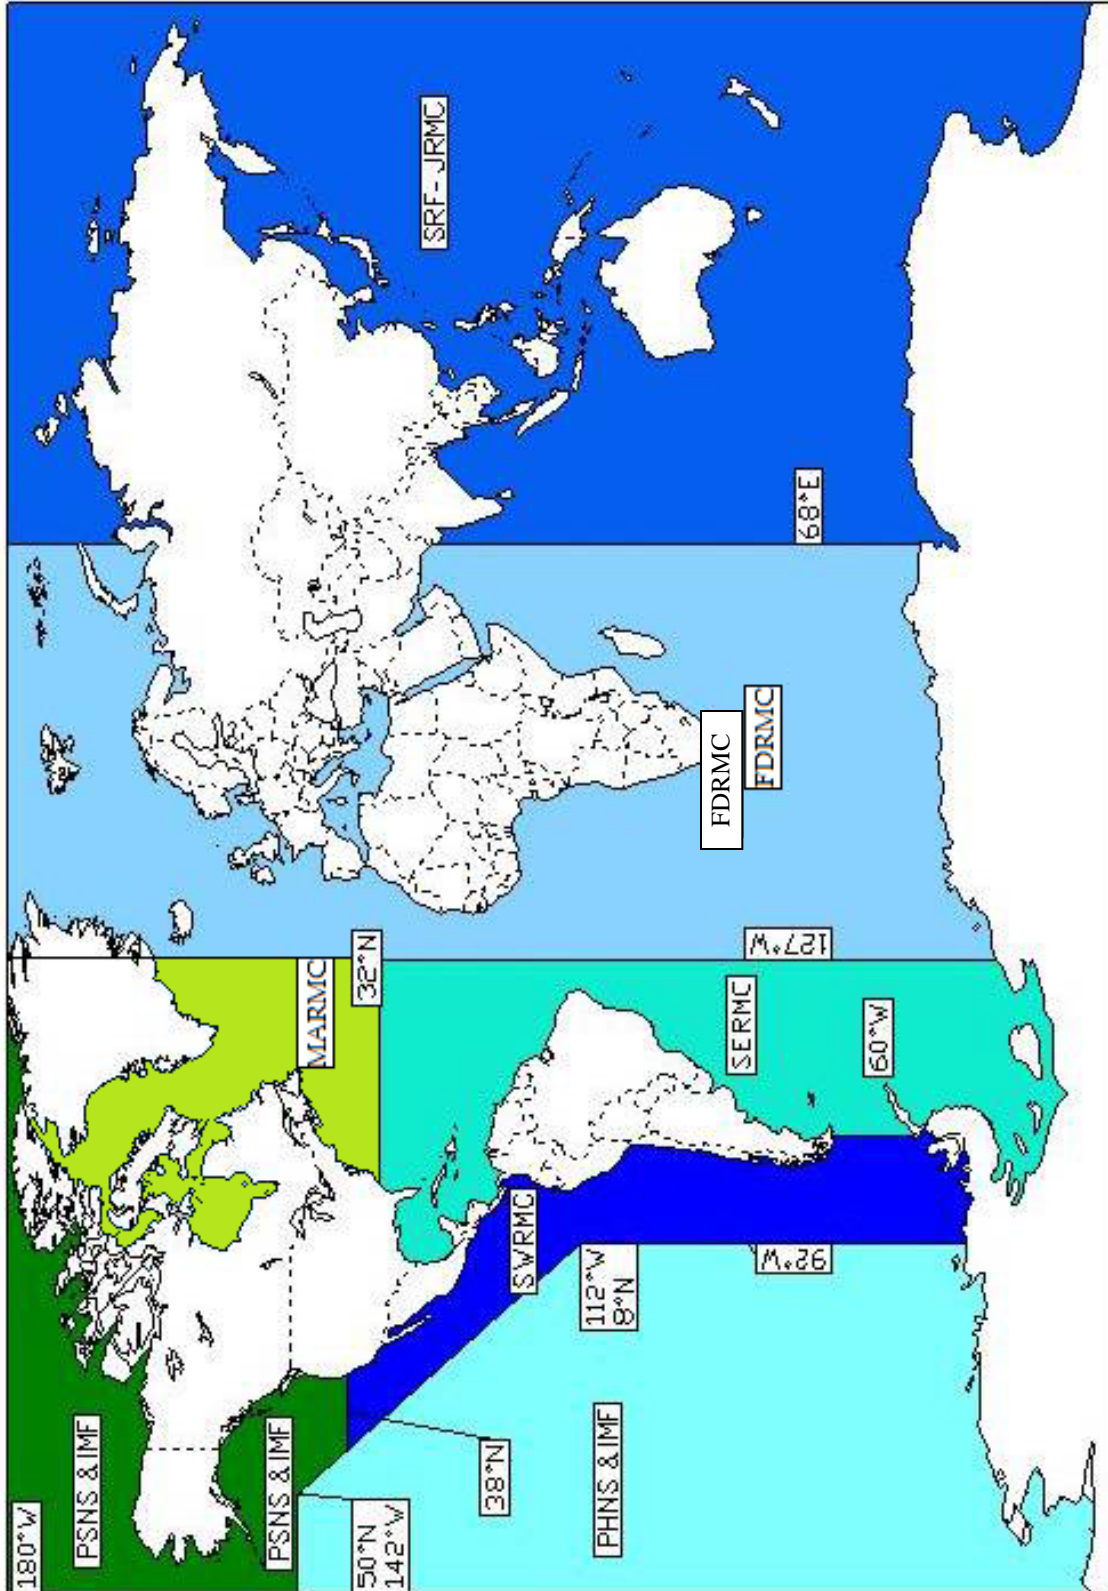 180°W
PSNS &IMF
PSNS &IMF
MARMC
50°N
142°W
32°N
SRF-JRMC
38°N
SWRMC
PHNS &IMF
112°W
8°N
FDRMC
SERMC
FDRMC
92°W
127°W
68°E
60°W